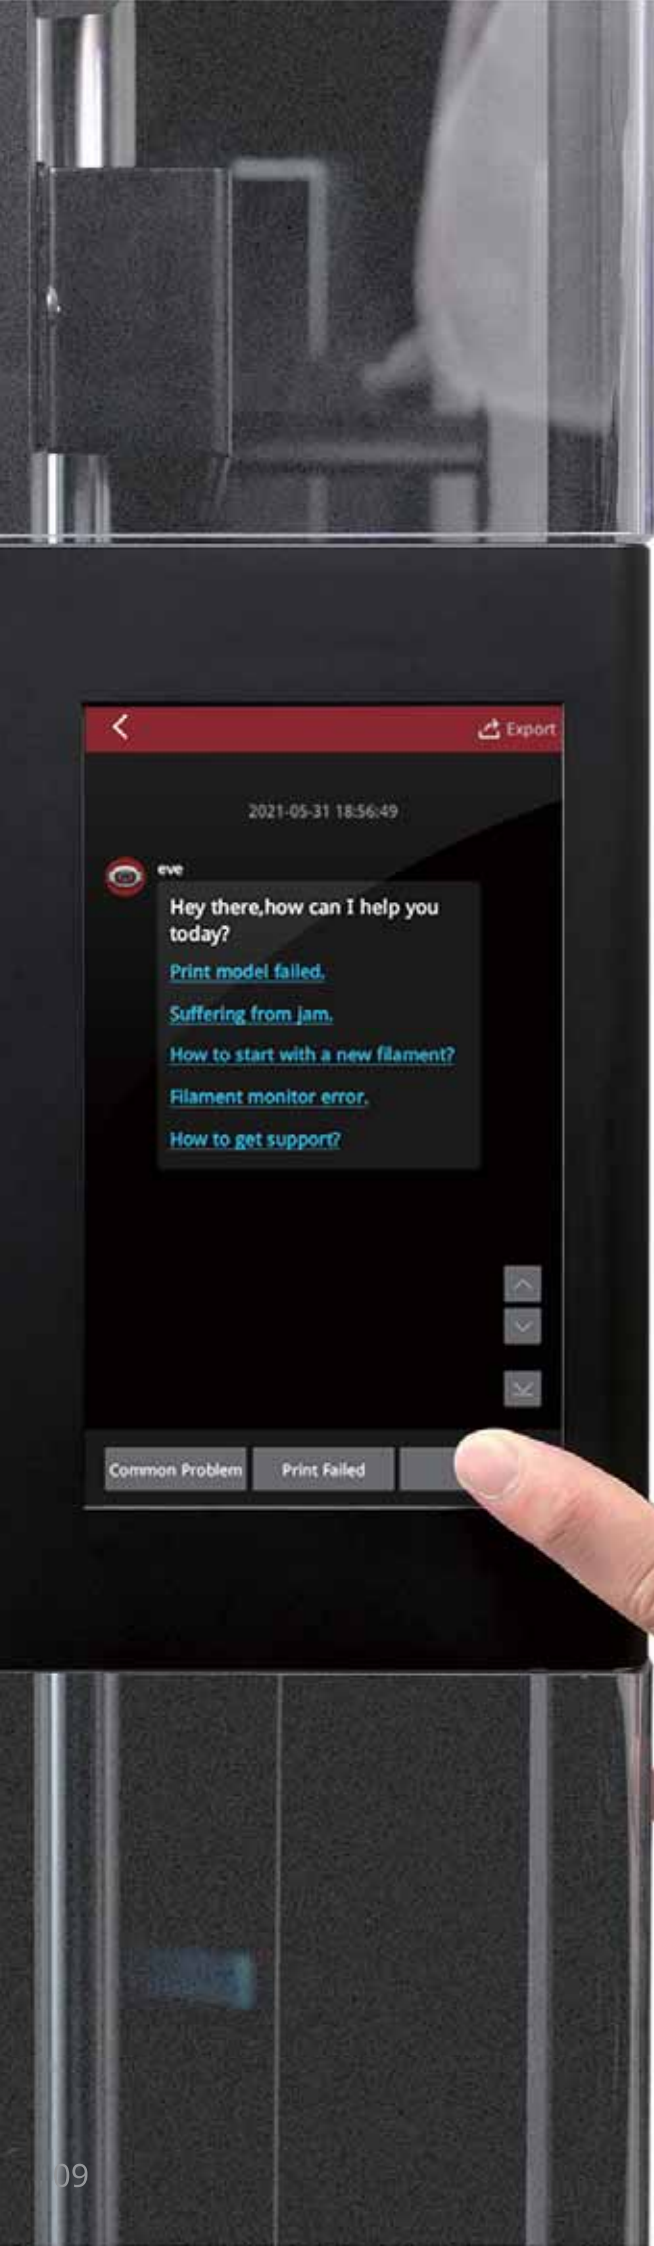 Export
2021-05-31 18:56:49
eve
Hey there,how can I help you
today?
Print model failed.
Suffering from jam.
How to start with a new filament?
Filament monitor error.
How to get support?
Common Problem
Print Failed
09